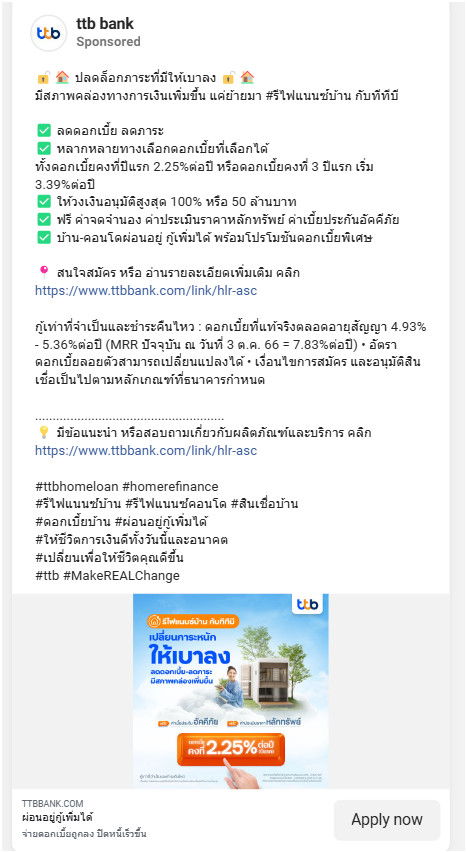 ttb bank
Sponsored
🔓 🏠 ปลดล็อกภาระที่มีให้เบาลง 🔓 🏠
มีสภาพคล่องทางการเงินเพิ่มขึ้น แค่ย้ายมา #รีไฟแนนซ์บ้าน กับทีทีบี
✅ ลดดอกเบี้ย ลดภาระ
✅ หลากหลายทางเลือกดอกเบี้ยที่เลือกได้
ทั้งดอกเบี้ยคงที่ปีแรก 2.25%ต่อปี หรือดอกเบี้ยคงที่ 3 ปีแรก เริ่ม
3.39%ต่อปี
✅ ให้วงเงินอนุมัติสูงสุด 100% หรือ 50 ล้านบาท
✅ ฟรี ค่าจดจำนอง ค่าประเมินราคาหลักทรัพย์ ค่าเบี้ยประกันอัคคีภัย
✅ บ้าน-คอนโดผ่อนอยู่ กู้เพิ่มได้ พร้อมโปรโมชันดอกเบี้ยพิเศษ
📍 สนใจสมัคร หรือ อ่านรายละเอียดเพิ่มเติม คลิก
https://www.ttbbank.com/link/hlr-asc
กู้เท่าที่จำเป็นและชำระคืนไหว : ดอกเบี้ยที่แท้จริงตลอดอายุสัญญา 4.93%
- 5.36%ต่อปี (MRR ปัจจุบัน ณ วันที่ 3 ต.ค. 66 = 7.83%ต่อปี) • อัตรา
ดอกเบี้ยลอยตัวสามารถเปลี่ยนแปลงได้ • เงื่อนไขการสมัคร และอนุมัติสิน
เชื่อเป็นไปตามหลักเกณฑ์ที่ธนาคารกำหนด
......................................................
💡 มีข้อแนะนำ หรือสอบถามเกี่ยวกับผลิตภัณฑ์และบริการ คลิก
https://www.ttbbank.com/link/hlr-asc
#ttbhomeloan #homerefinance
#รีไฟแนนซ์บ้าน #รีไฟแนนซ์คอนโด #สินเชื่อบ้าน
#ดอกเบี้ยบ้าน #ผ่อนอยู่กู้เพิ่มได้
#ให้ชีวิตการเงินดีทั้งวันนี้และอนาคต
#เปลี่ยนเพื่อให้ชีวิตคุณดีขึ้น
#ttb #MakeREALChange
ttb
รีไฟแนนซ์บ้าน กับทีทีบี
เปลี่ยนภาระหนัก
ให้เบาลง
ลดดอกเบี้ย-ลดภาระ
มีสภาพคล่องเพิ่มขึ้น
ฟรี ค่าเบี้ยประกัน อัคคีภัย ฟรี ค่าประเมินราคา หลักทรัพย์
คงที่ 2.25% ต่อปี
TTBBANK.COM
ผ่อนอยู่กู้เพิ่มได้
จ่ายดอกเบี้ยถูกลง ปิดหนี้เร็วขึ้น
Apply now